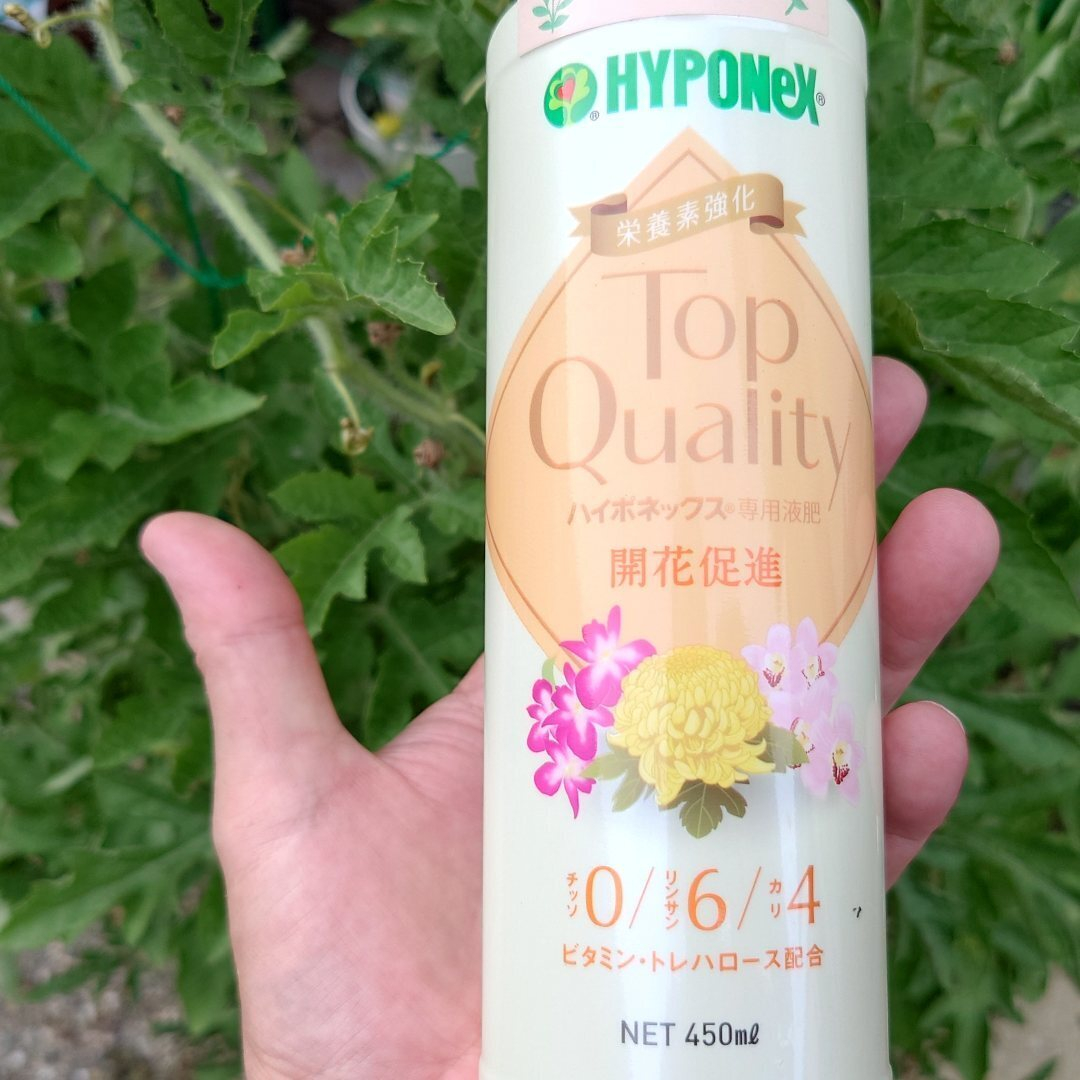 HYPONeX®
栄養素強化
Top
Quality
ハイポネックス®専用液肥
開花促進
チッソ0/リンサン6/カリ4
ビタミン・トレハロース配合
NET 450mℓ